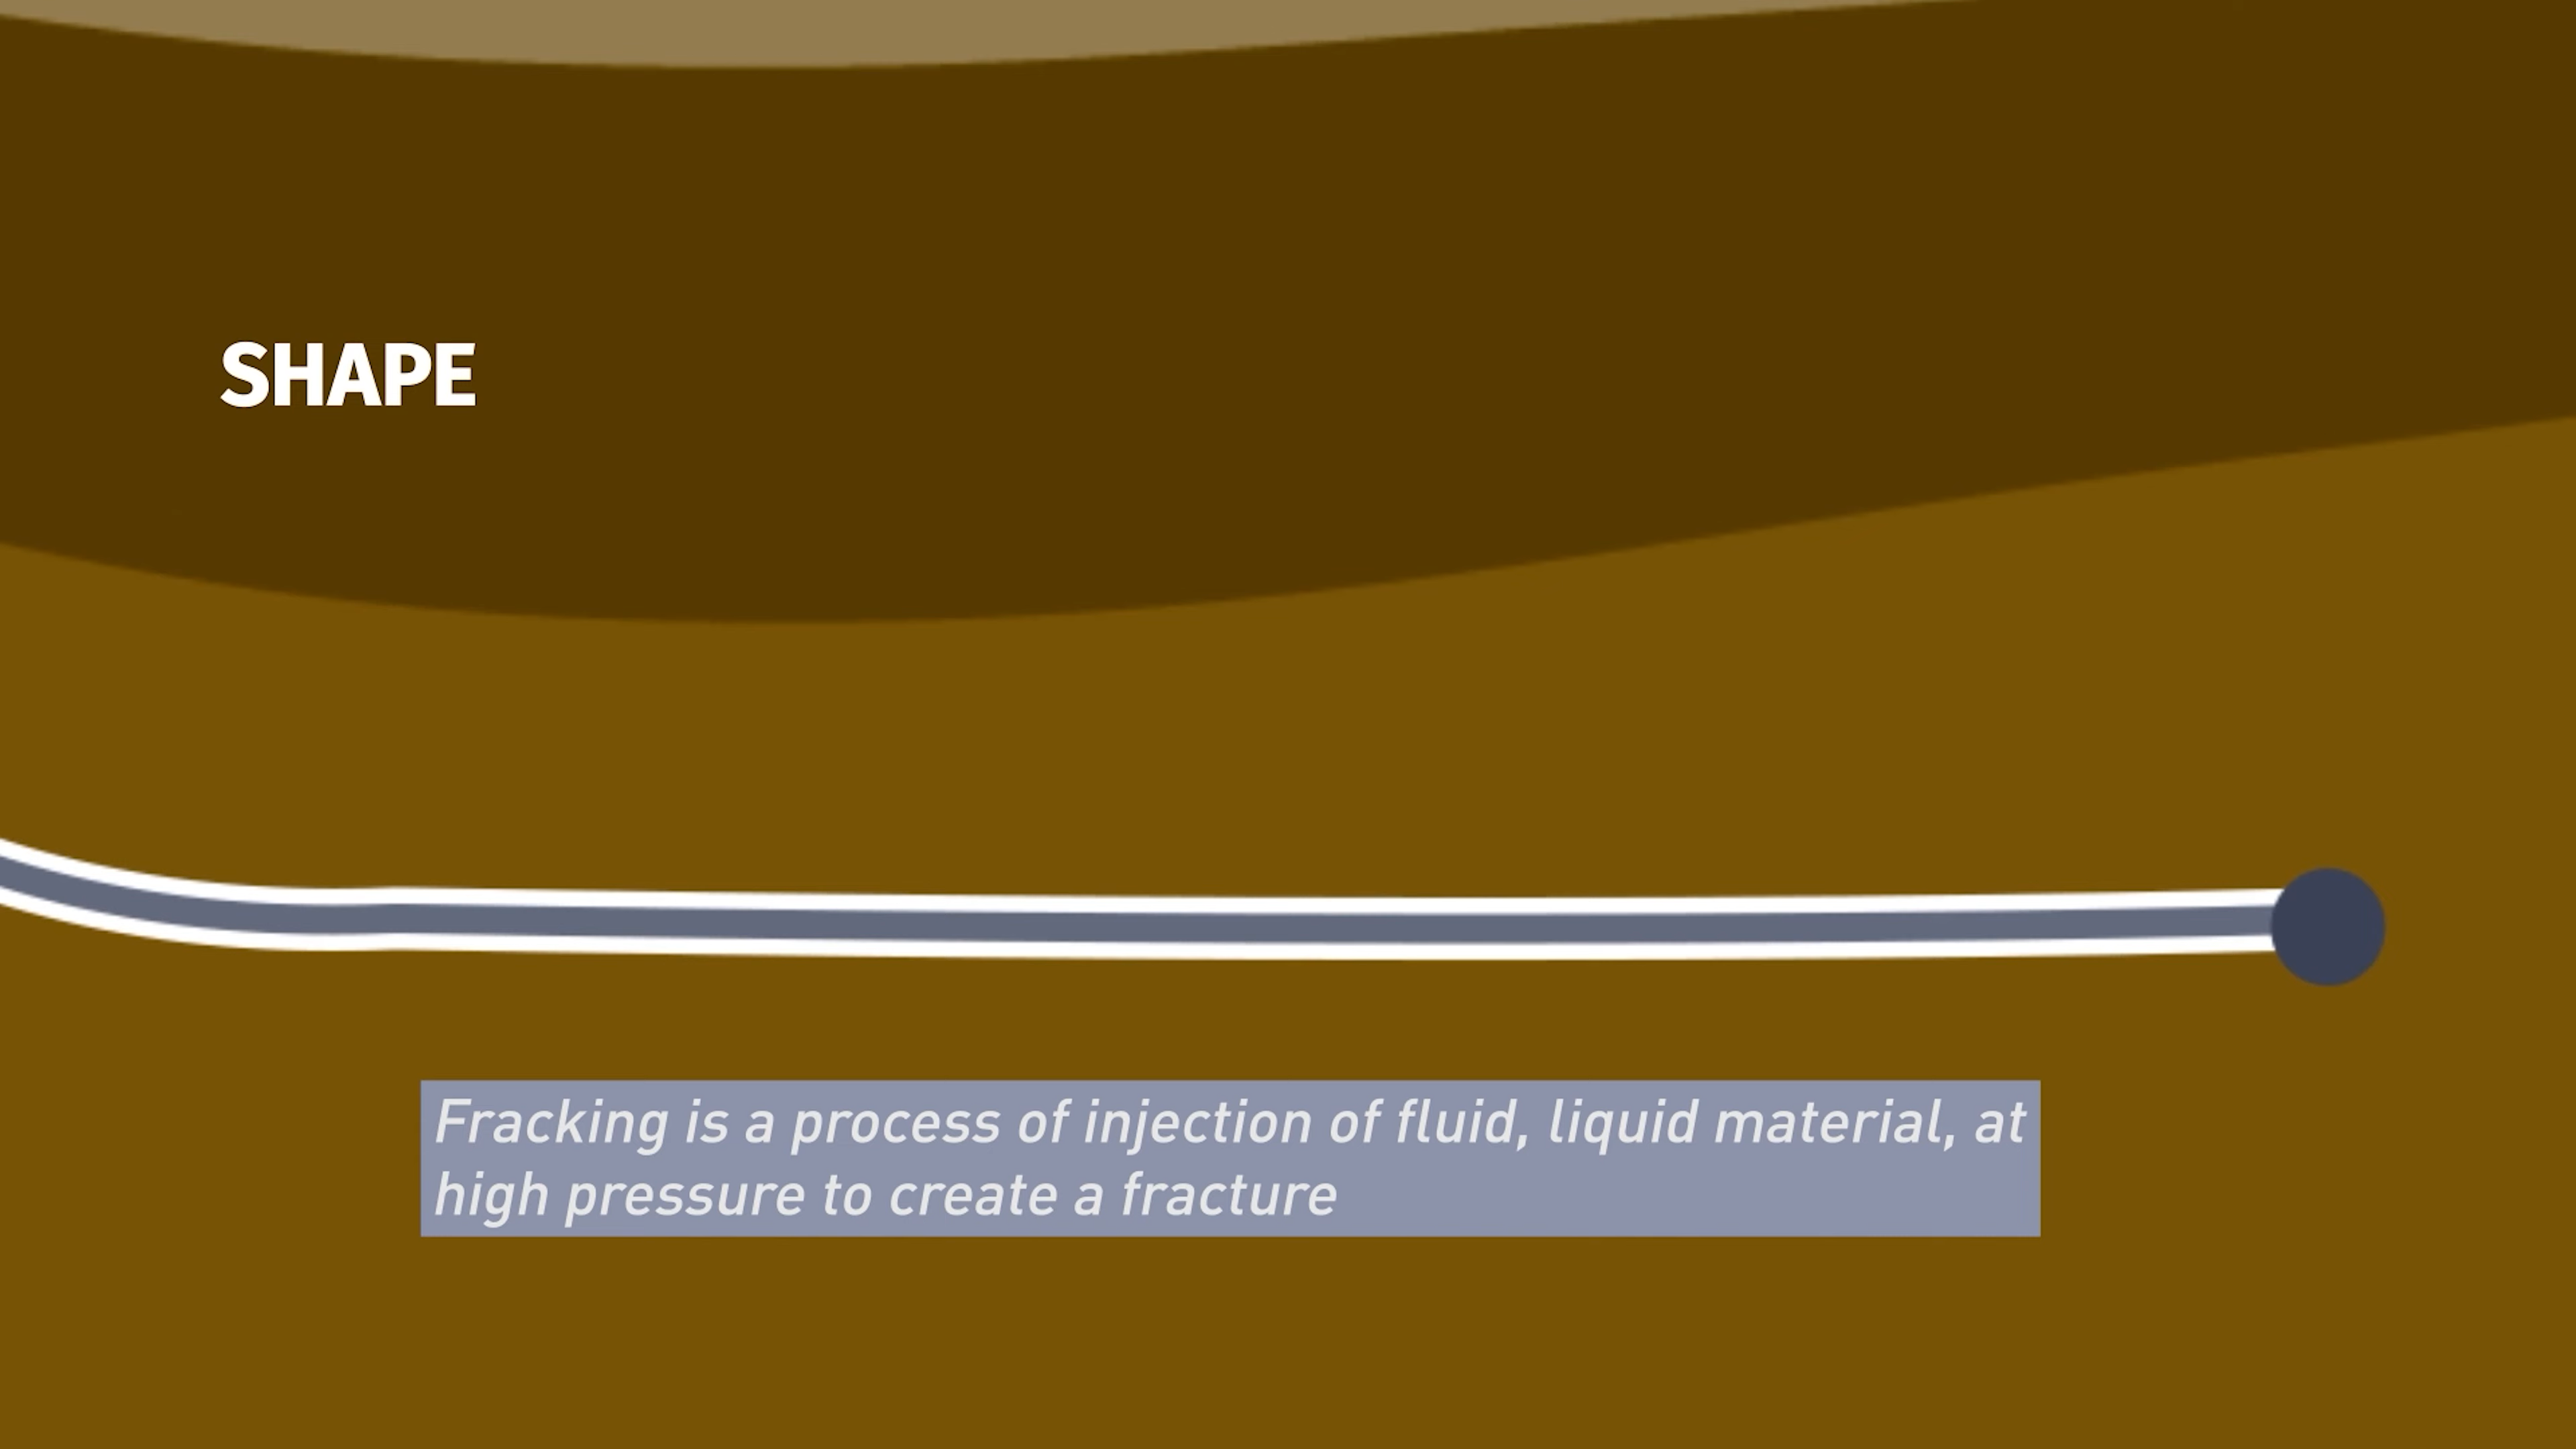 SHAPE
Fracking is a process of injection of fluid, liquid material, at
high pressure to create a fracture